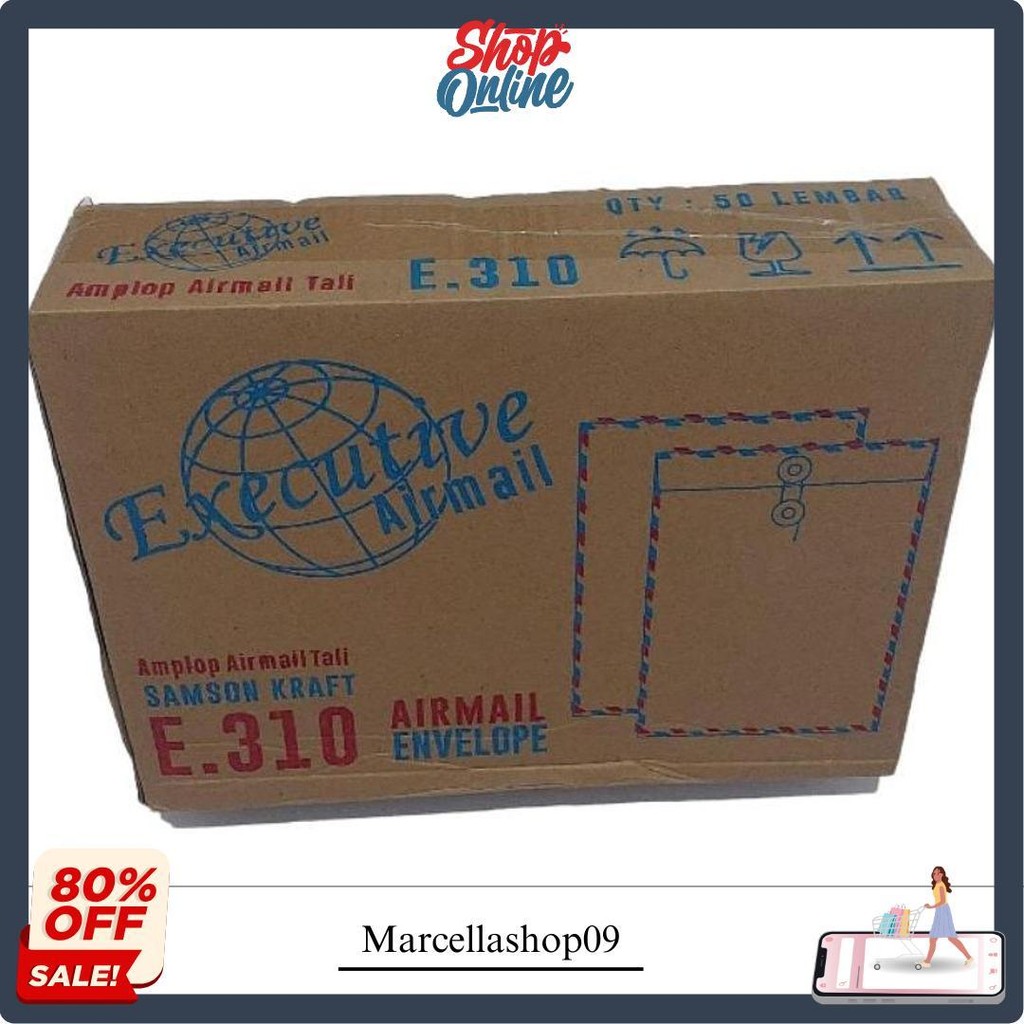 Shop
Online
QTY : 50 LEMBAR
Executive
Airmail
Amplop Airmail Tali
E.310
Executive
Airmail
Amplop Airmail Tali
SAMSON KRAFT
E.310
AIRMAIL
ENVELOPE
80%
OFF
SALE!
Marcellashop09